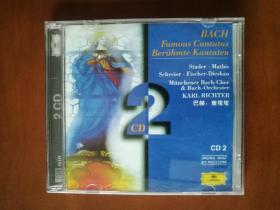 BACH
Famous Cantatas
Berühmte Kantaten
Stader · Mathis
Schreier · Fischer-Dieskau
Münchener Bach-Chor
& Bach-Orchester
KARL RICHTER
巴赫：康塔塔
2
CD
CD 2
2 CD